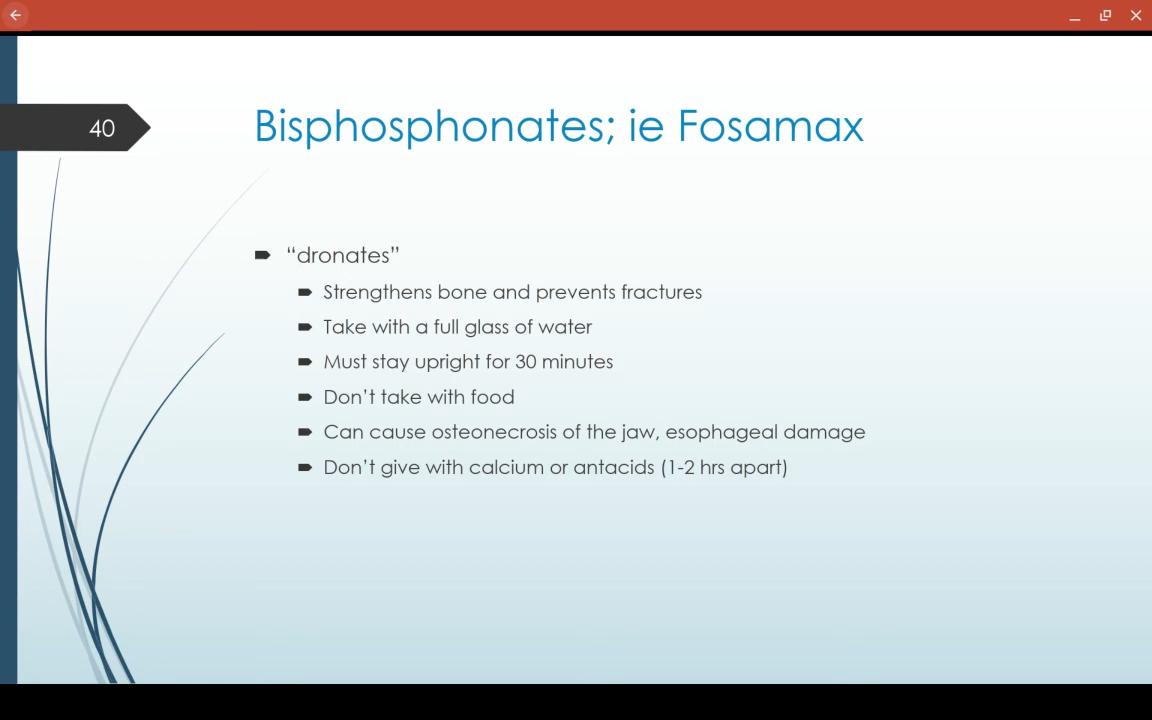 40
Bisphosphonates; ie Fosamax
“dronates”
Strengthens bone and prevents fractures
Take with a full glass of water
Must stay upright for 30 minutes
Don’t take with food
Can cause osteonecrosis of the jaw, esophageal damage
Don’t give with calcium or antacids (1-2 hrs apart)